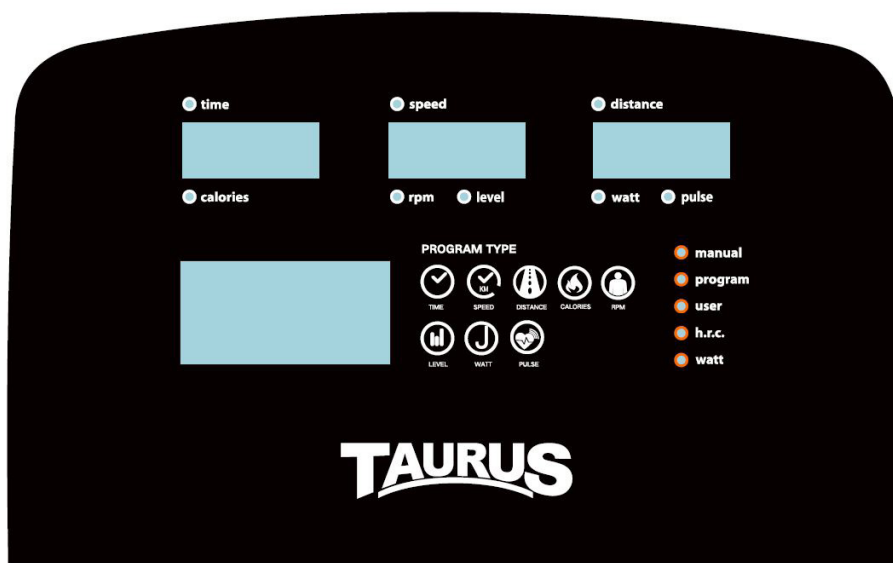 time speed distance
calories rpm level watt pulse
PROGRAM TYPE
KM
TIME SPEED DISTANCE CALORIES RPM
LEVEL WATT PULSE
manual
program
user
h.r.c.
watt
TAURUS